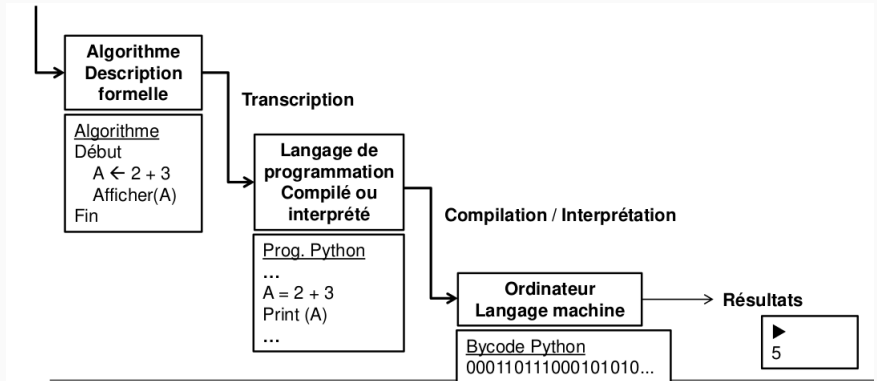 Algorithme
Description
formelle
Transcription
Algorithme
Début
A ← 2 + 3
Afficher(A)
Fin
Langage de
programmation
Compilé ou
interprété
Compilation / Interprétation
Prog. Python
...
A = 2 + 3
Print (A)
...
Ordinateur
Langage machine
Résultats
Bycode Python
000110111000101010...
▶
5